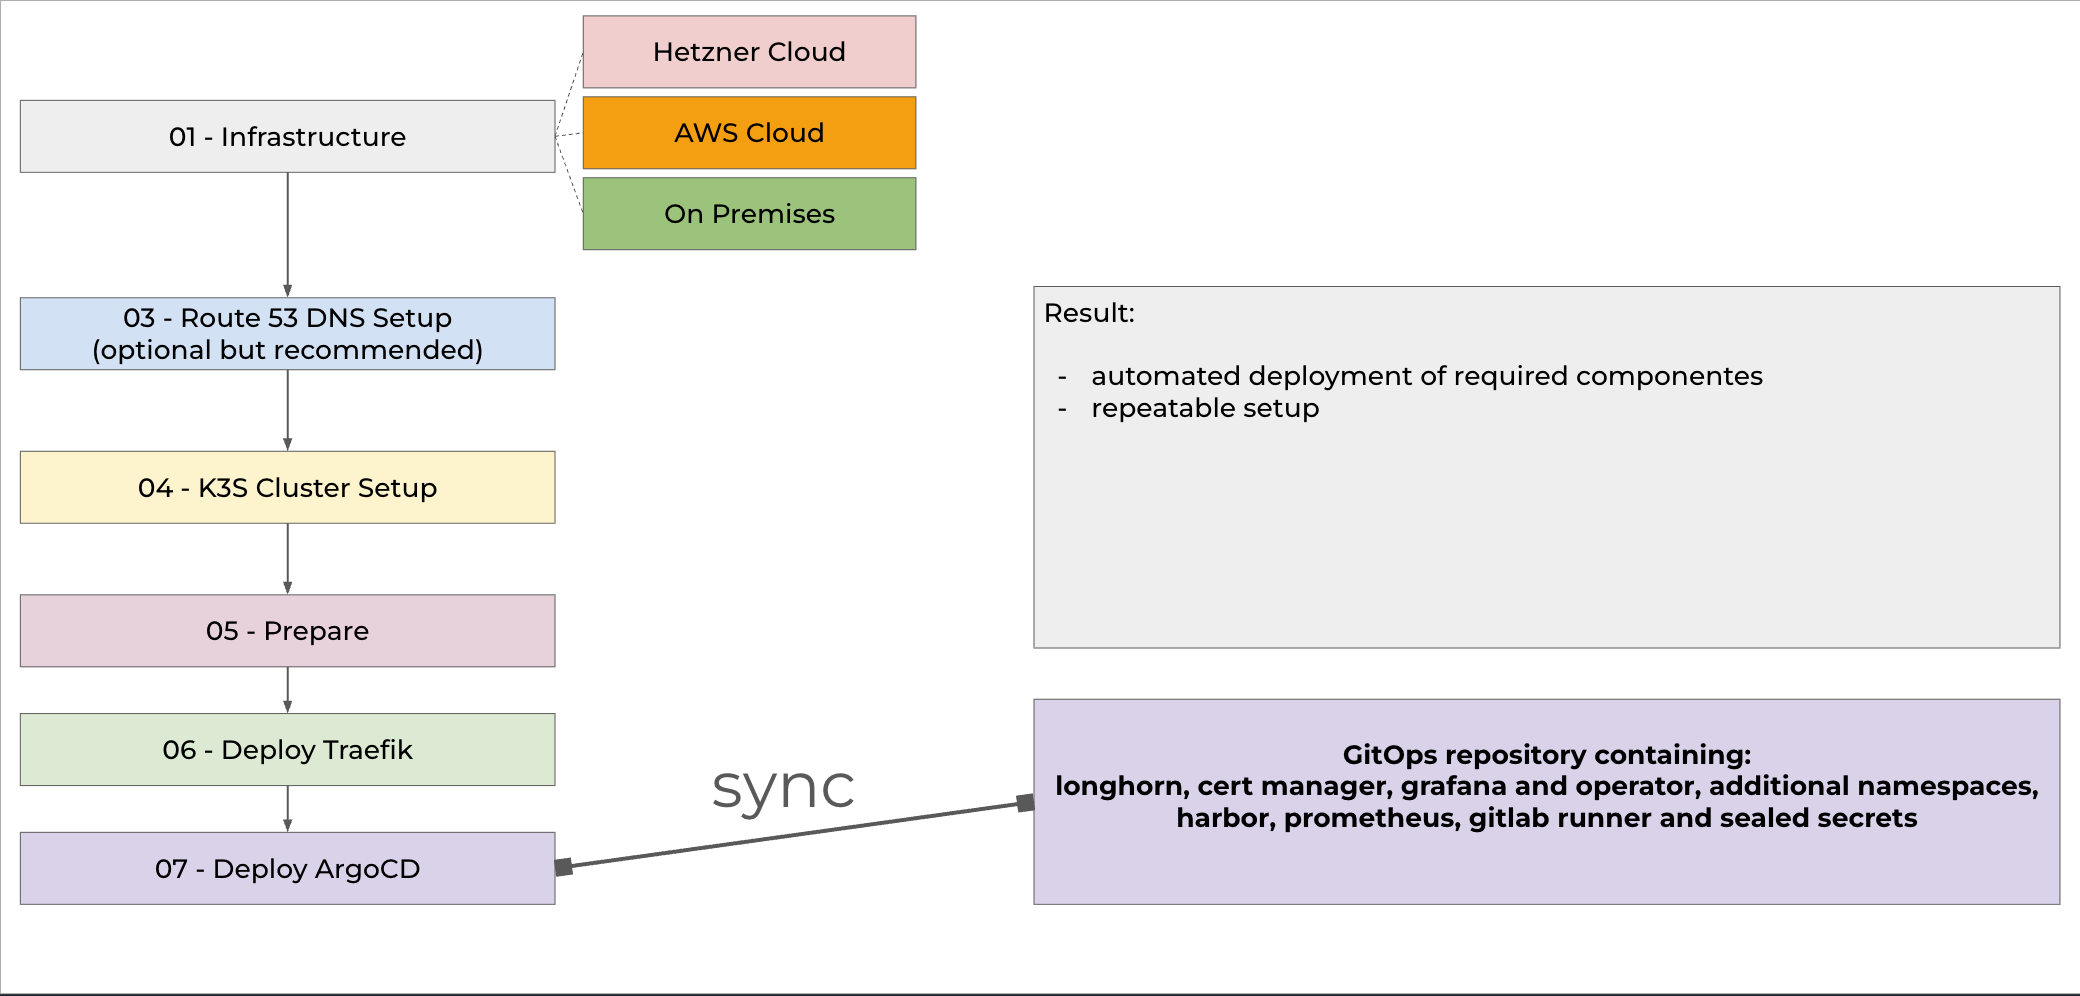 Hetzner Cloud
01 - Infrastructure
AWS Cloud
On Premises
03 - Route 53 DNS Setup
(optional but recommended)
04 - K3S Cluster Setup
05 - Prepare
06 - Deploy Traefik
07 - Deploy ArgoCD
sync
Result:
- automated deployment of required componentes
- repeatable setup
GitOps repository containing:
longhorn, cert manager, grafana and operator, additional namespaces,
harbor, prometheus, gitlab runner and sealed secrets